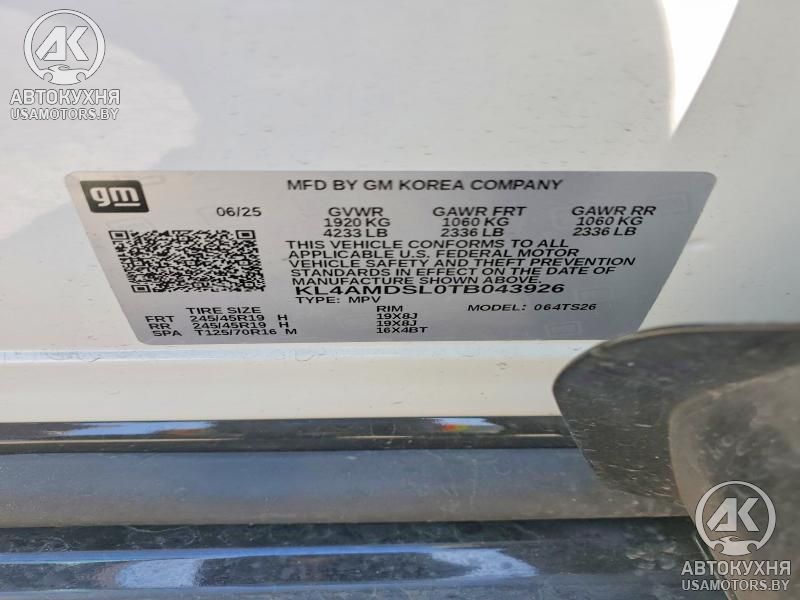 AK
АВТОКУХНЯ
USAMOTORS.BY
gm
MFD BY GM KOREA COMPANY
06/25 GVWR GAWR FRT GAWR RR
1920 KG 1060 KG 1060 KG
4233 LB 2336 LB 2336 LB
THIS VEHICLE CONFORMS TO ALL
APPLICABLE U.S. FEDERAL MOTOR
VEHICLE SAFETY AND THEFT PREVENTION
STANDARDS IN EFFECT ON THE DATE OF
MANUFACTURE SHOWN ABOVE.
KL4AMDSL0TB043926
TYPE: MPV MODEL: 064TS26
TIRE SIZE RIM
FRT 245/45R19 H 19X8J
RR 245/45R19 H 19X8J
SPA T125/70R16 M 16X4BT
AK
АВТОКУХНЯ
USAMOTORS.BY